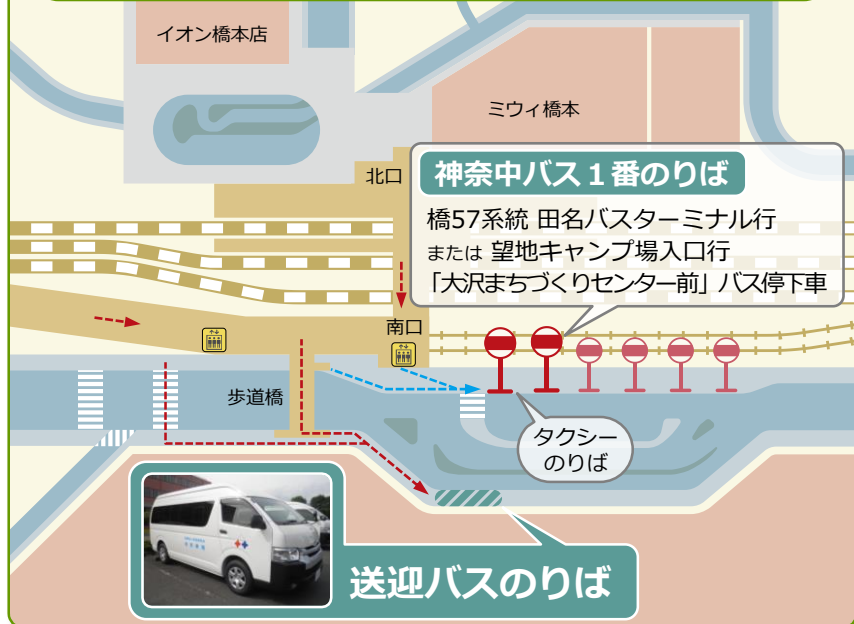 イオン橋本店
ミウィ橋本
北口
神奈中バス1番のりば
橋57系統 田名バスターミナル行
または 望地キャンプ場入口行
「大沢まちづくりセンター前」バス停下車
南口
歩道橋
タクシー
のりば
送迎バスのりば